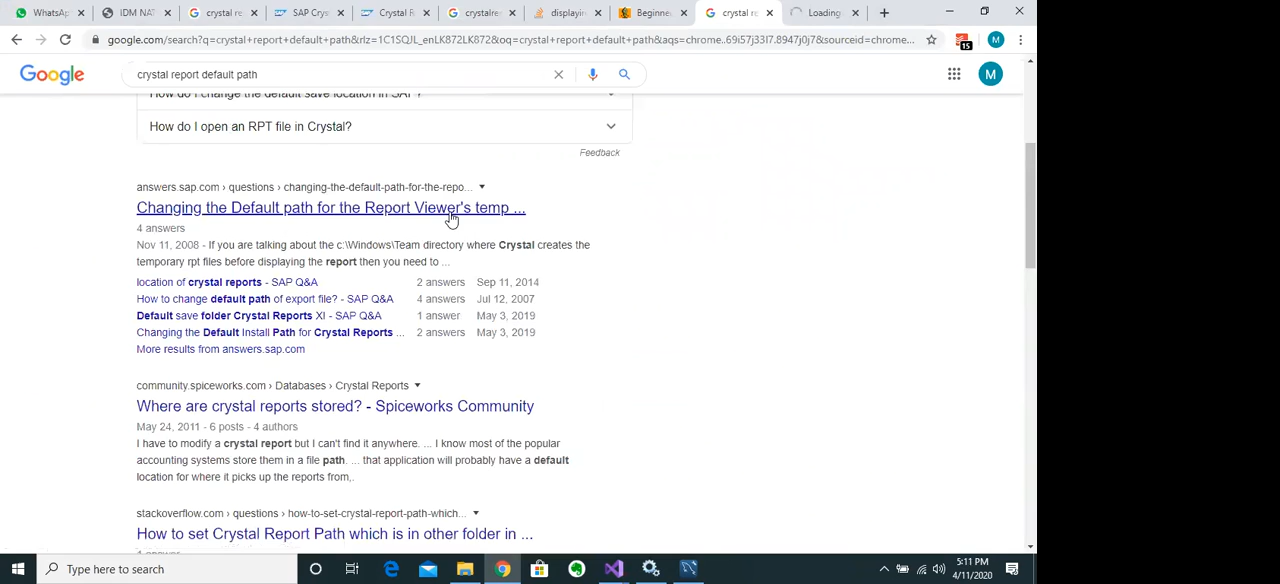 WhatsAp
IDM NAT
crystal re
SAP Crys
Crystal R
crystalrep
displayin
Beginne
crystal re
Loading
google.com/search?q=crystal+report+default+path&rlz=1C1SQJL_enLK872LK872&oq=crystal+report+default+path&aqs=chrome..69i57j33l7.8947j0j7&sourceid=chrome...
15
M
Google
crystal report default path
M
How do I change the default save location in SAP?
How do I open an RPT file in Crystal?
Feedback
answers.sap.com › questions › changing-the-default-path-for-the-repo...
Changing the Default path for the Report Viewer's temp ...
4 answers
Nov 11, 2008 - If you are talking about the c:\Windows\Team directory where Crystal creates the
temporary rpt files before displaying the report then you need to ...
location of crystal reports - SAP Q&A 2 answers Sep 11, 2014
How to change default path of export file? - SAP Q&A 4 answers Jul 12, 2007
Default save folder Crystal Reports XI - SAP Q&A 1 answer May 3, 2019
Changing the Default Install Path for Crystal Reports ... 2 answers May 3, 2019
More results from answers.sap.com
community.spiceworks.com › Databases › Crystal Reports
Where are crystal reports stored? - Spiceworks Community
May 24, 2011 - 6 posts - 4 authors
I have to modify a crystal report but I can't find it anywhere. ... I know most of the popular
accounting systems store them in a file path. ... that application will probably have a default
location for where it picks up the reports from,.
stackoverflow.com › questions › how-to-set-crystal-report-path-which...
How to set Crystal Report Path which is in other folder in ...
1 answer
Type here to search
5:11 PM
4/11/2020